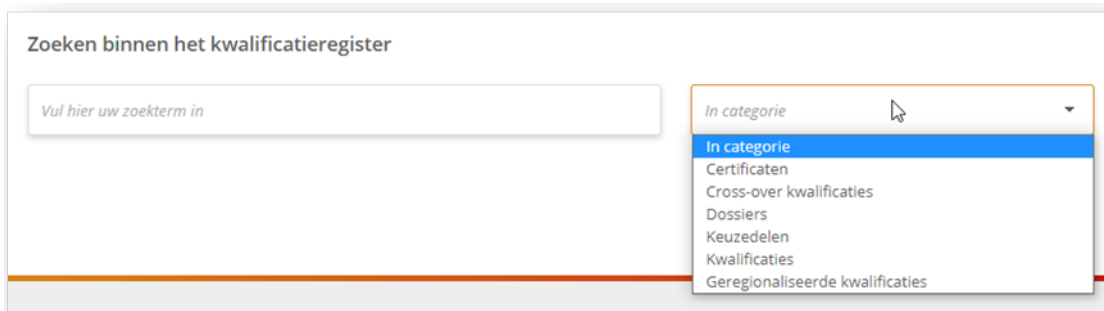 Zoeken binnen het kwalificatieregister
Vul hier uw zoekterm in
In categorie
In categorie
Certificaten
Cross-over kwalificaties
Dossiers
Keuzedelen
Kwalificaties
Geregionaliseerde kwalificaties